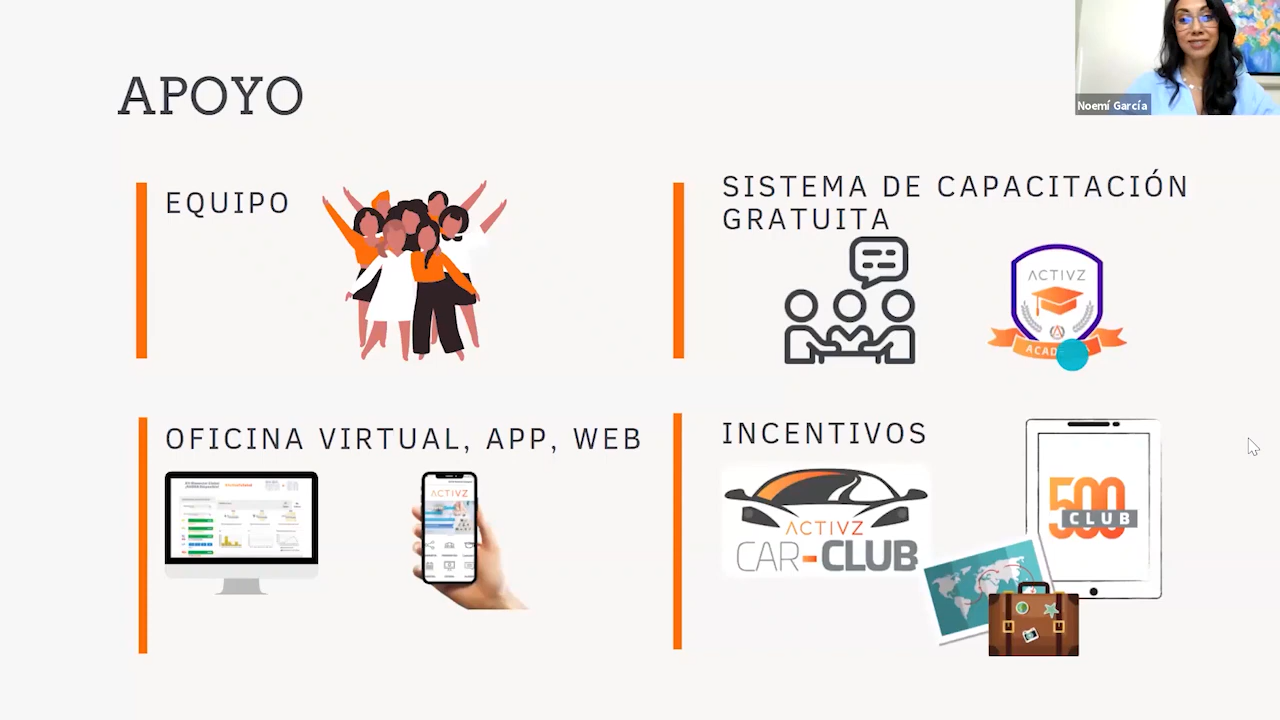 Noemí García
APOYO
EQUIPO
SISTEMA DE CAPACITACIÓN
GRATUITA
ACTIVZ
OFICINA VIRTUAL, APP, WEB
ACTIVZ
INCENTIVOS
ACTIVZ
CAR-CLUB
500
CLUB